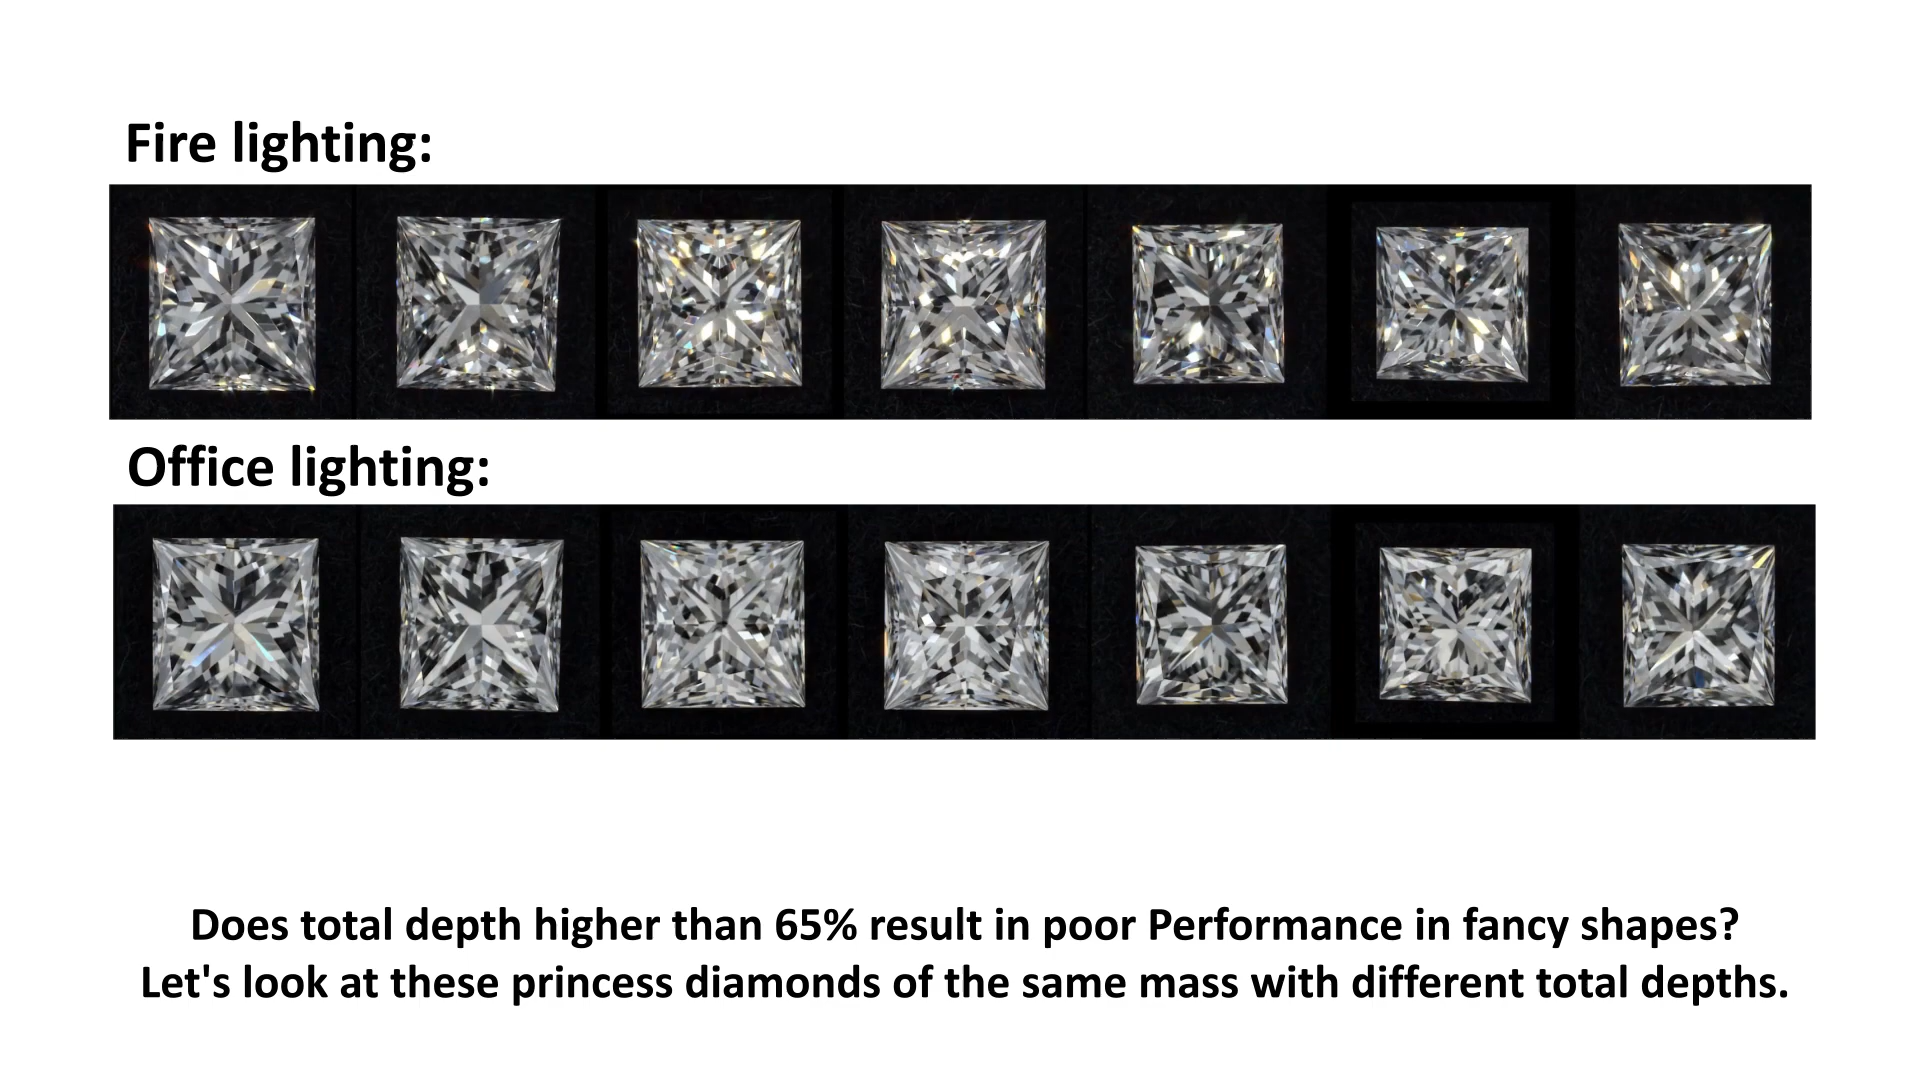 Fire lighting:
Office lighting:
Does total depth higher than 65% result in poor Performance in fancy shapes?
Let's look at these princess diamonds of the same mass with different total depths.